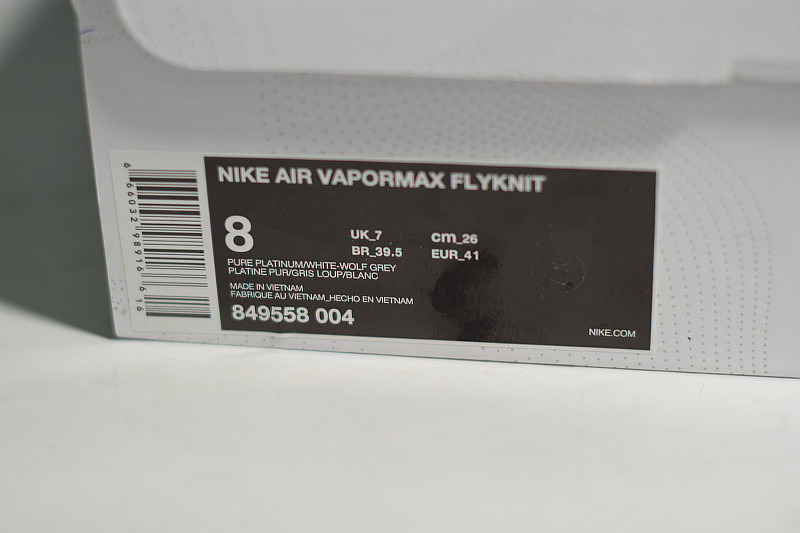 NIKE AIR VAPORMAX FLYKNIT
8
UK_7 cm_26
BR_39.5 EUR_41
PURE PLATINUM/WHITE-WOLF GREY
PLATINE PUR/GRIS LOUP/BLANC
MADE IN VIETNAM
FABRIQUE AU VIETNAM_HECHO EN VIETNAM
849558 004
NIKE.COM